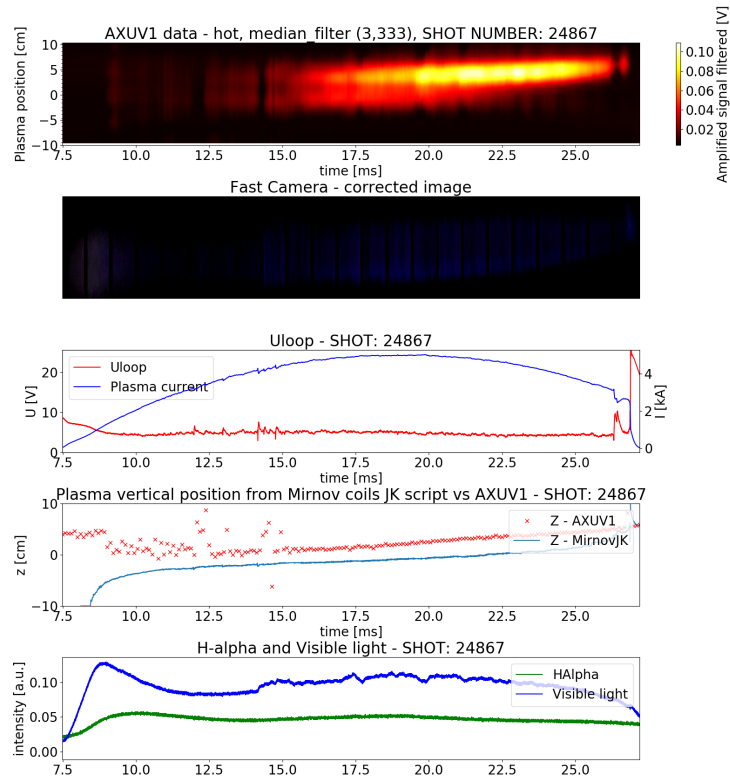 AXUV1 data - hot, median_filter (3,333), SHOT NUMBER: 24867
Plasma position [cm]
10
5
0
−5
−10
7.5 10.0 12.5 15.0 17.5 20.0 22.5 25.0
time [ms]
0.10
0.08
0.06
0.04
0.02
Amplified signal filtered [V]
Fast Camera - corrected image
Uloop - SHOT: 24867
U [V]
20
10
0
Uloop
Plasma current
4
2
0
I [kA]
7.5 10.0 12.5 15.0 17.5 20.0 22.5 25.0
time [ms]
Plasma vertical position from Mirnov coils JK script vs AXUV1 - SHOT: 24867
z [cm]
10
0
−10
Z - AXUV1
Z - MirnovJK
7.5 10.0 12.5 15.0 17.5 20.0 22.5 25.0
time [ms]
H-alpha and Visible light - SHOT: 24867
intensity [a.u.]
0.10
0.05
0.00
HAlpha
Visible light
7.5 10.0 12.5 15.0 17.5 20.0 22.5 25.0